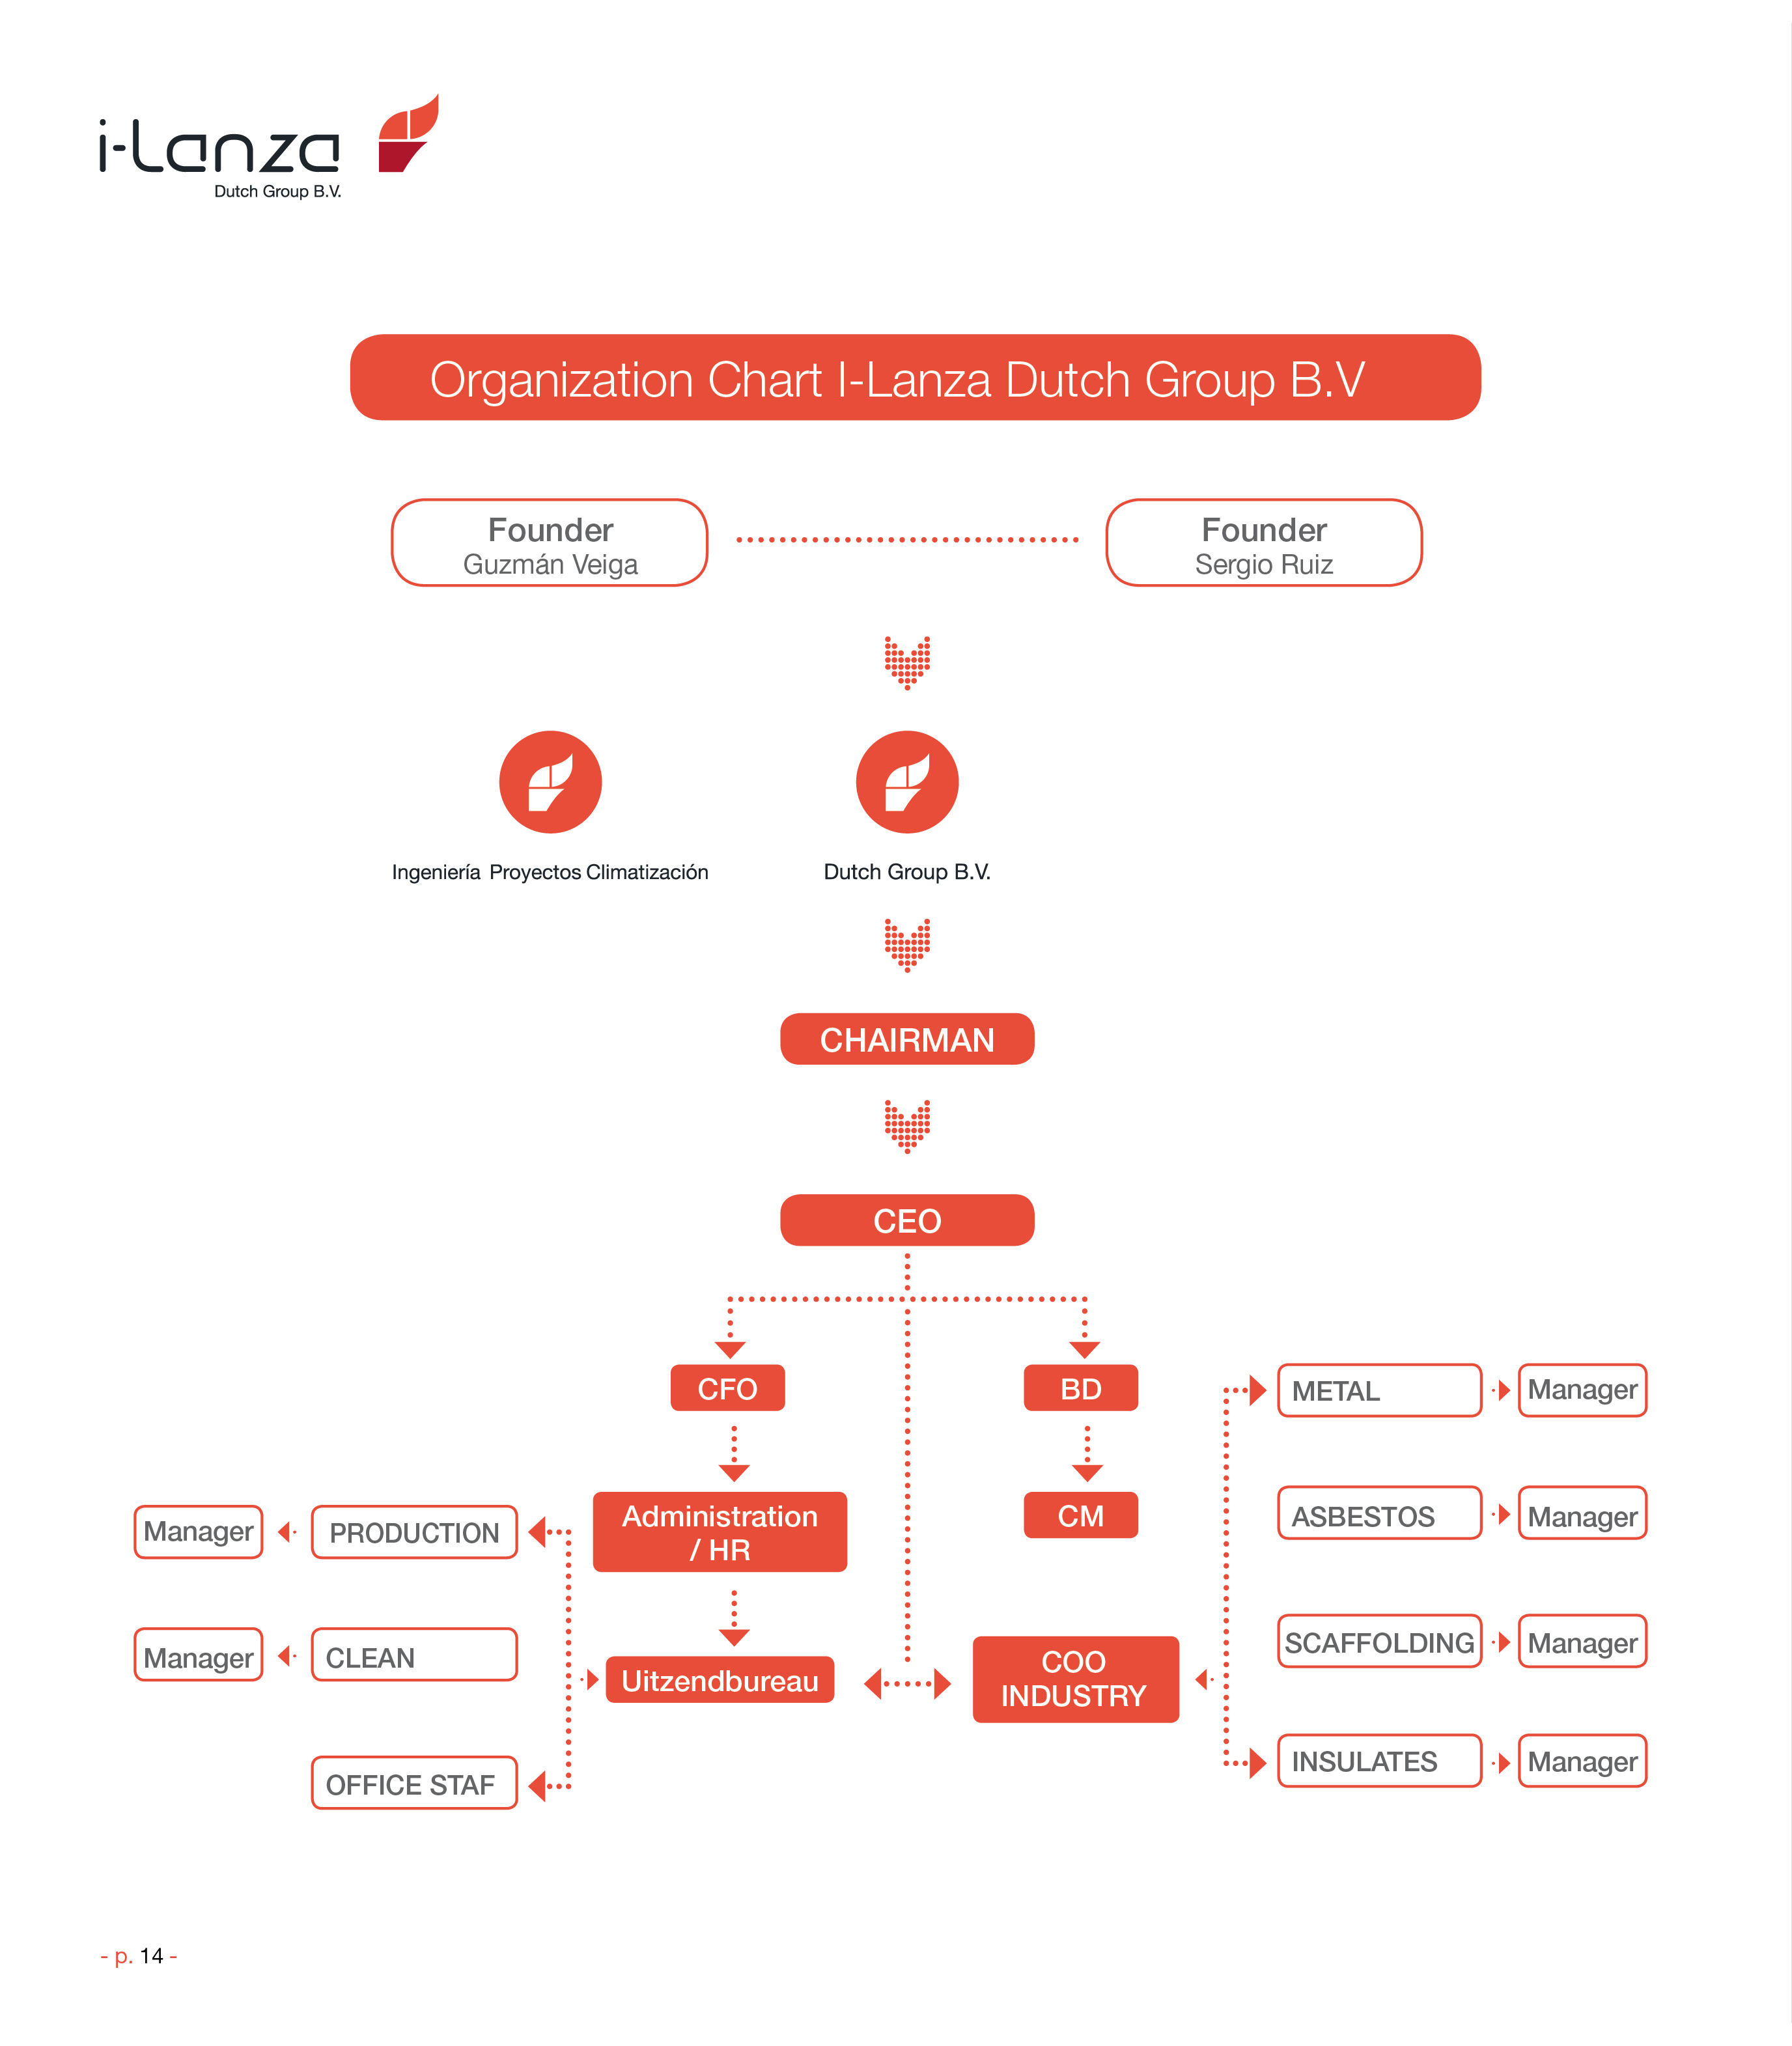 i-Lanza
Dutch Group B.V.
Organization Chart I-Lanza Dutch Group B.V
Founder
Guzmán Veiga
Founder
Sergio Ruiz
Ingeniería Proyectos Climatización
Dutch Group B.V.
CHAIRMAN
CEO
CFO
BD
METAL
Manager
Administration
/ HR
CM
ASBESTOS
Manager
Manager
PRODUCTION
Manager
CLEAN
Uitzendbureau
COO
INDUSTRY
SCAFFOLDING
Manager
OFFICE STAF
INSULATES
Manager
- p. 14 -